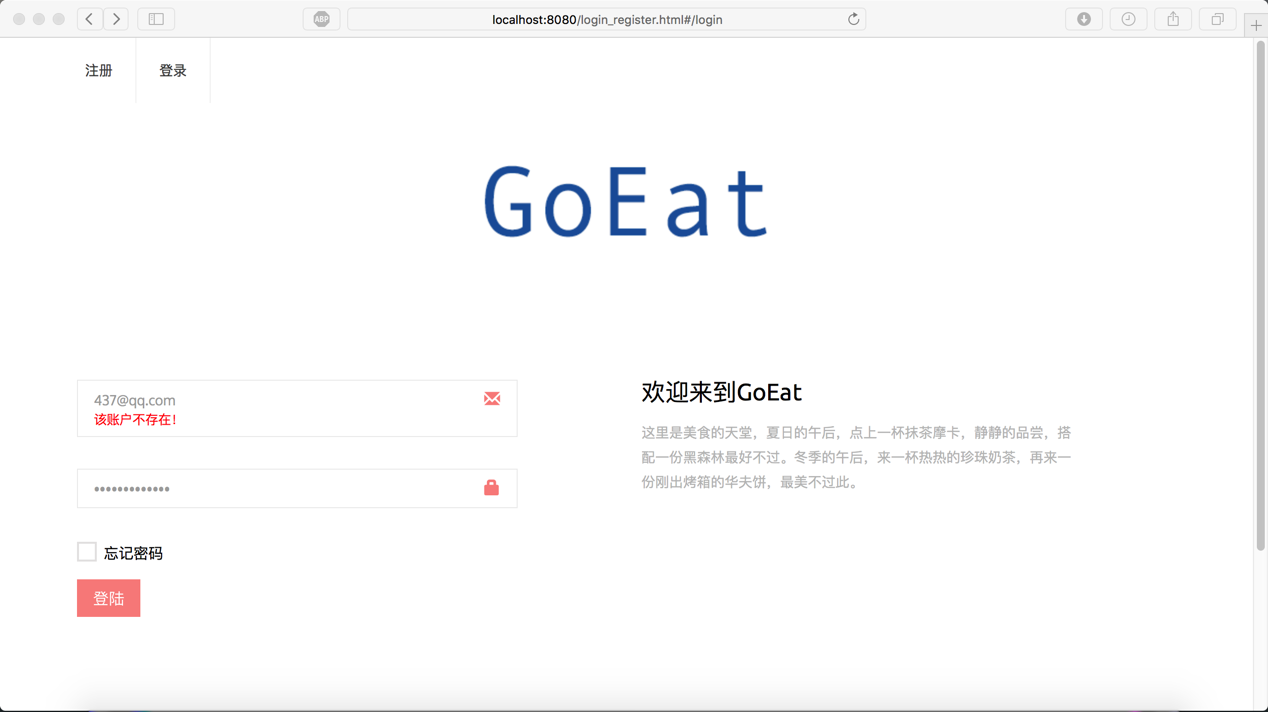 ABP
localhost:8080/login_register.html#/login
注册 登录
GoEat
437@qq.com
该账户不存在！
•••••••••••••
忘记密码
登陆
欢迎来到GoEat
这里是美食的天堂，夏日的午后，点上一杯抹茶摩卡，静静的品尝，搭
配一份黑森林最好不过。冬季的午后，来一杯热热的珍珠奶茶，再来一
份刚出烤箱的华夫饼，最美不过此。